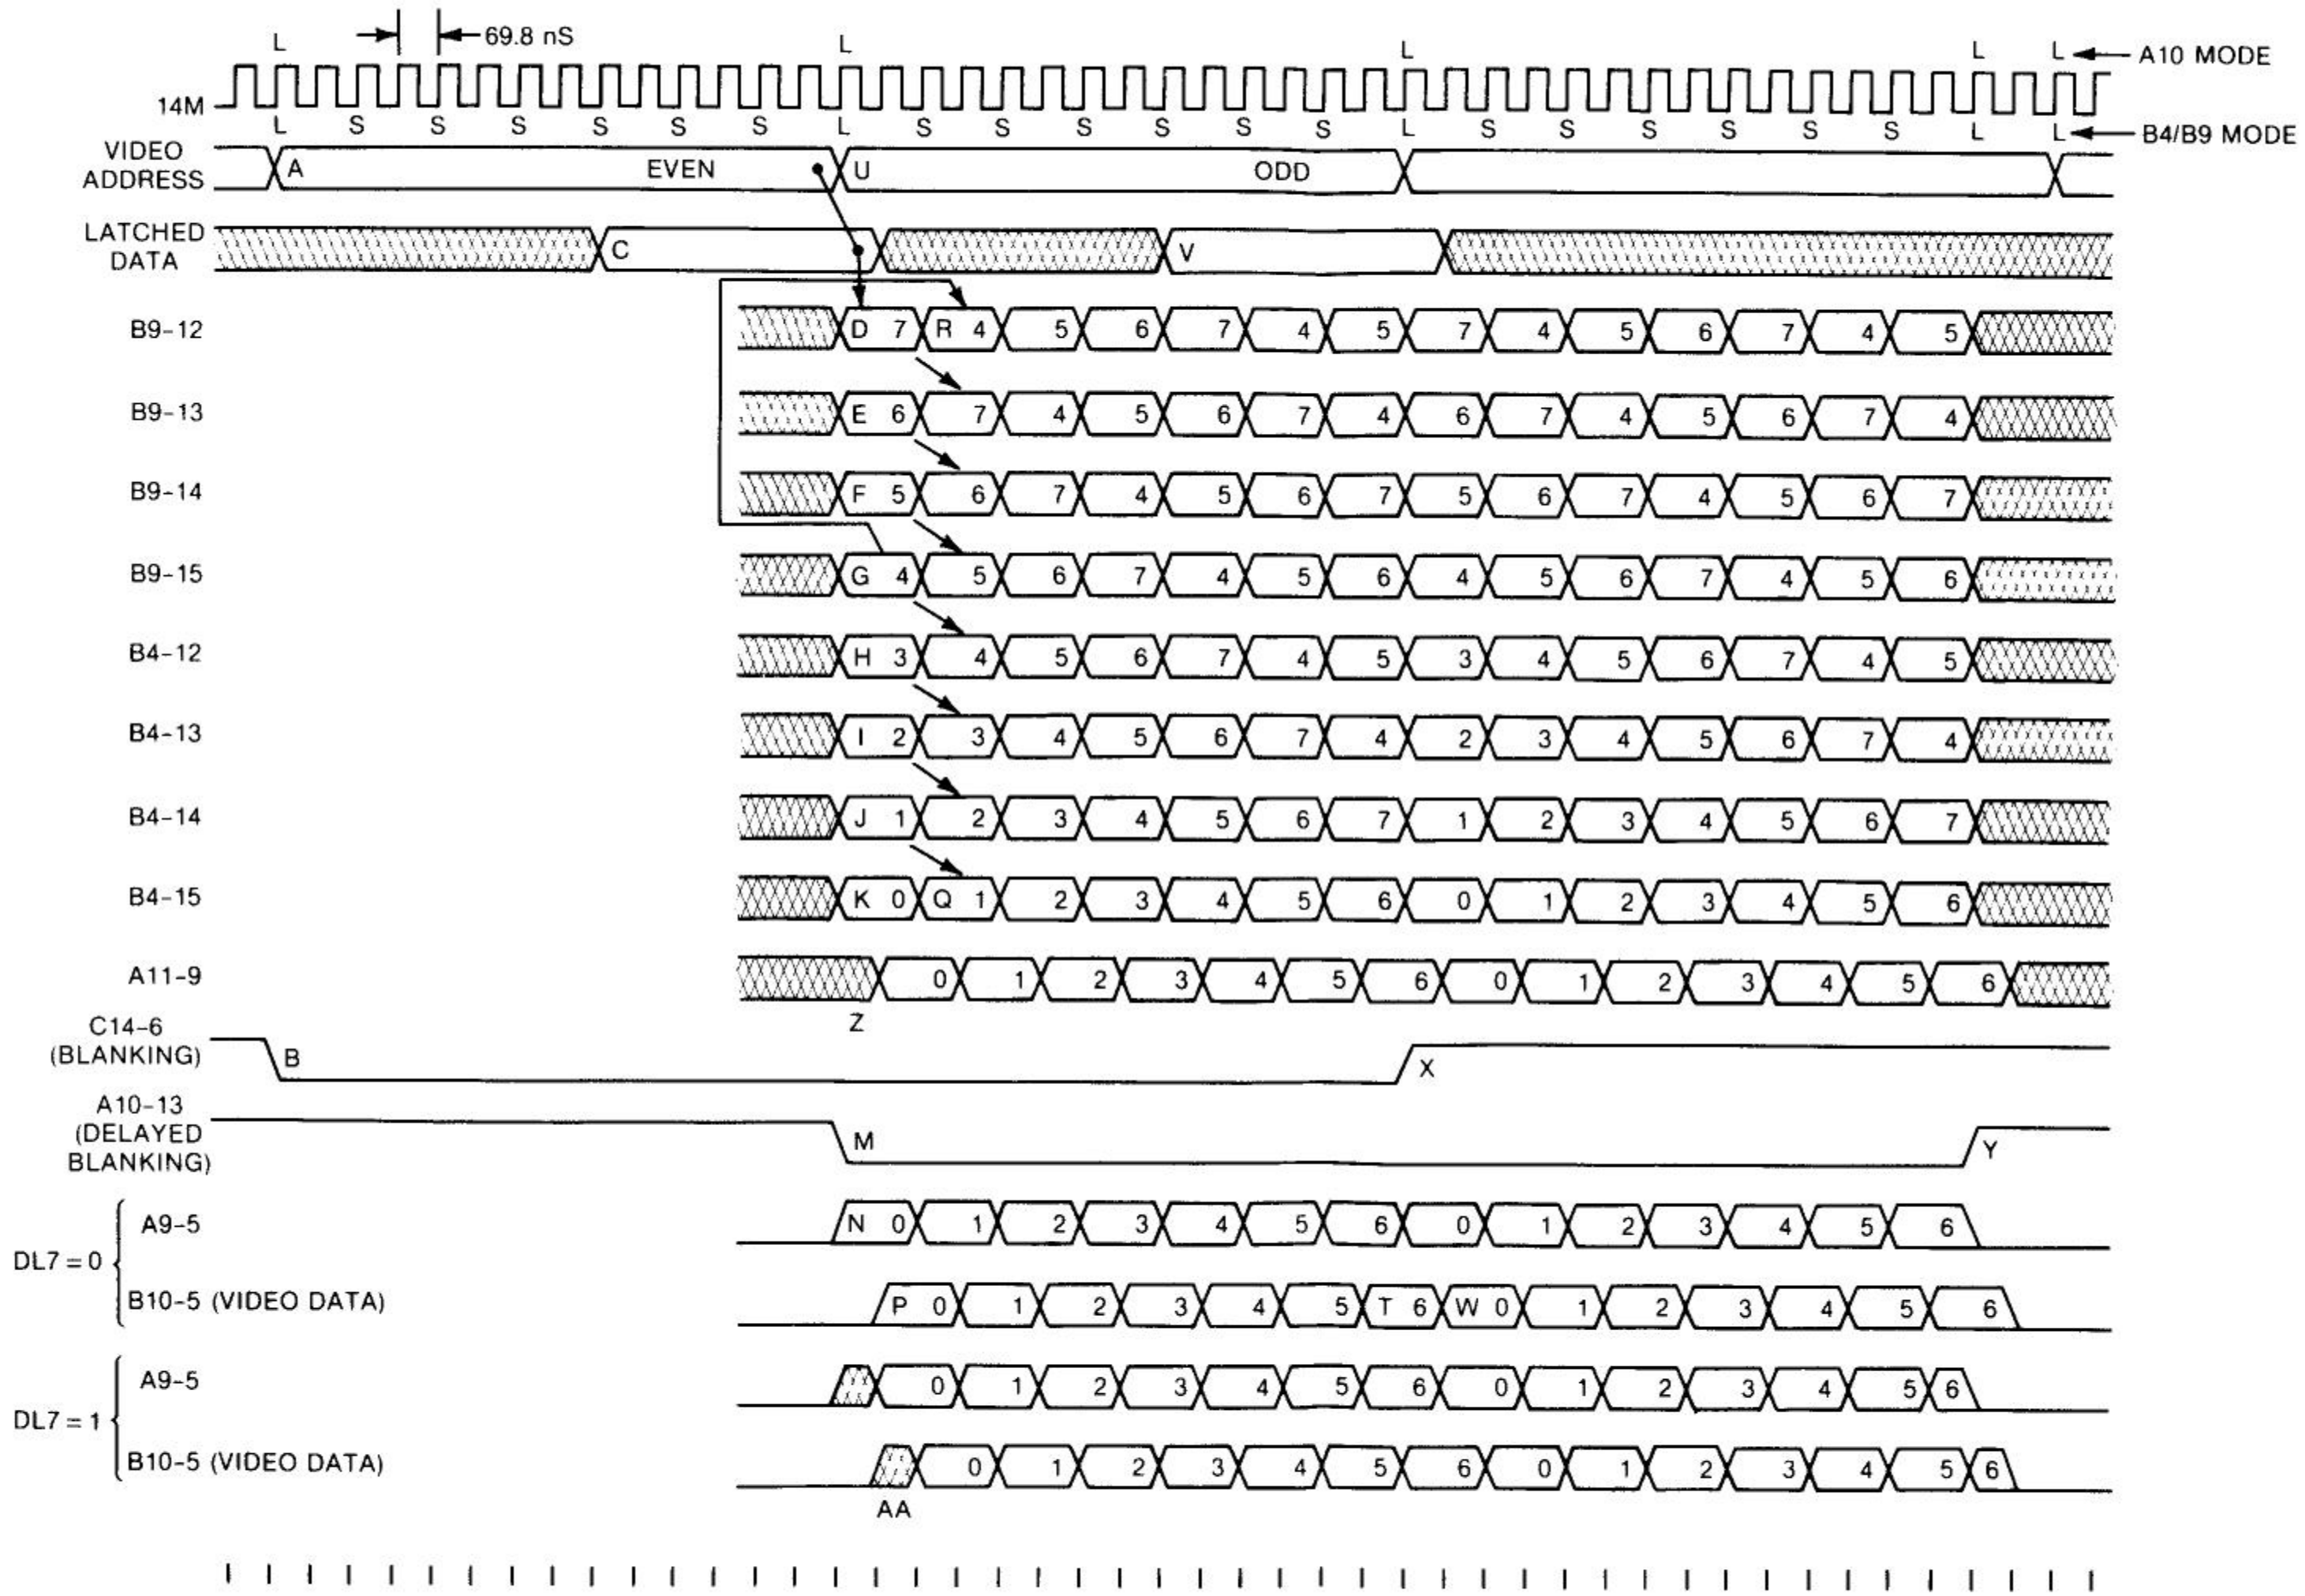 L 69.8 nS L L L L A10 MODE
14M
L S S S S S S L S S S S S S L S S S S S S L L B4/B9 MODE
VIDEO ADDRESS A EVEN U ODD
LATCHED DATA C V
B9-12 D 7 R 4 5 6 7 4 5 7 4 5 6 7 4 5
B9-13 E 6 7 4 5 6 7 4 6 7 4 5 6 7 4
B9-14 F 5 6 7 4 5 6 7 5 6 7 4 5 6 7
B9-15 G 4 5 6 7 4 5 6 4 5 6 7 4 5 6
B4-12 H 3 4 5 6 7 4 5 3 4 5 6 7 4 5
B4-13 I 2 3 4 5 6 7 4 2 3 4 5 6 7 4
B4-14 J 1 2 3 4 5 6 7 1 2 3 4 5 6 7
B4-15 K 0 Q 1 2 3 4 5 6 0 1 2 3 4 5 6
A11-9 0 1 2 3 4 5 6 0 1 2 3 4 5 6
Z
C14-6 (BLANKING) B X
A10-13 (DELAYED BLANKING) M Y
DL7 = 0
A9-5 N 0 1 2 3 4 5 6 0 1 2 3 4 5 6
B10-5 (VIDEO DATA) P 0 1 2 3 4 5 T 6 W 0 1 2 3 4 5 6
DL7 = 1
A9-5 0 1 2 3 4 5 6 0 1 2 3 4 5 6
B10-5 (VIDEO DATA) 0 1 2 3 4 5 6 0 1 2 3 4 5 6
AA